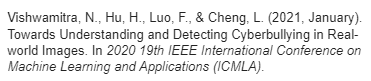 Vishwamitra, N., Hu, H., Luo, F., & Cheng, L. (2021, January).
Towards Understanding and Detecting Cyberbullying in Real-
world Images. In 2020 19th IEEE International Conference on
Machine Learning and Applications (ICMLA).